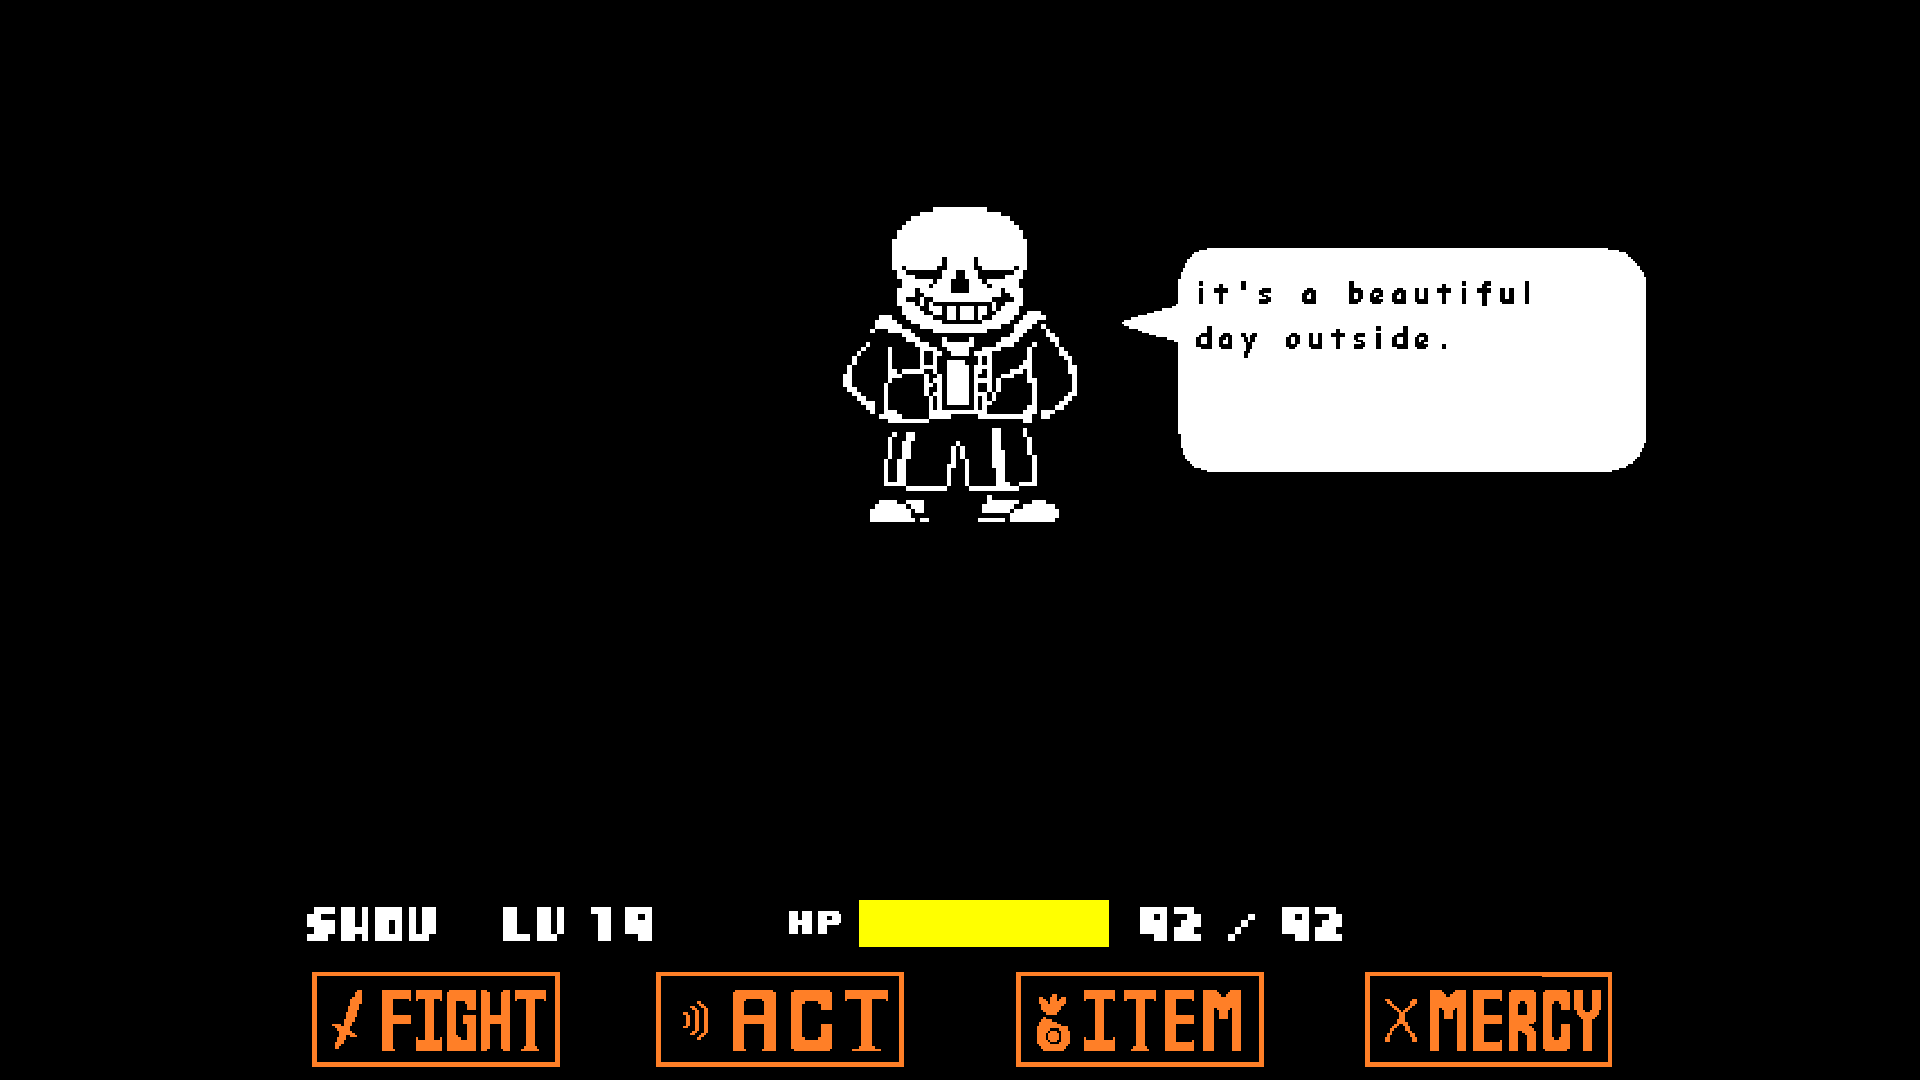 it's a beautiful
day outside.
SHOU LV 19 HP 92 / 92
FIGHT ACT ITEM MERCY